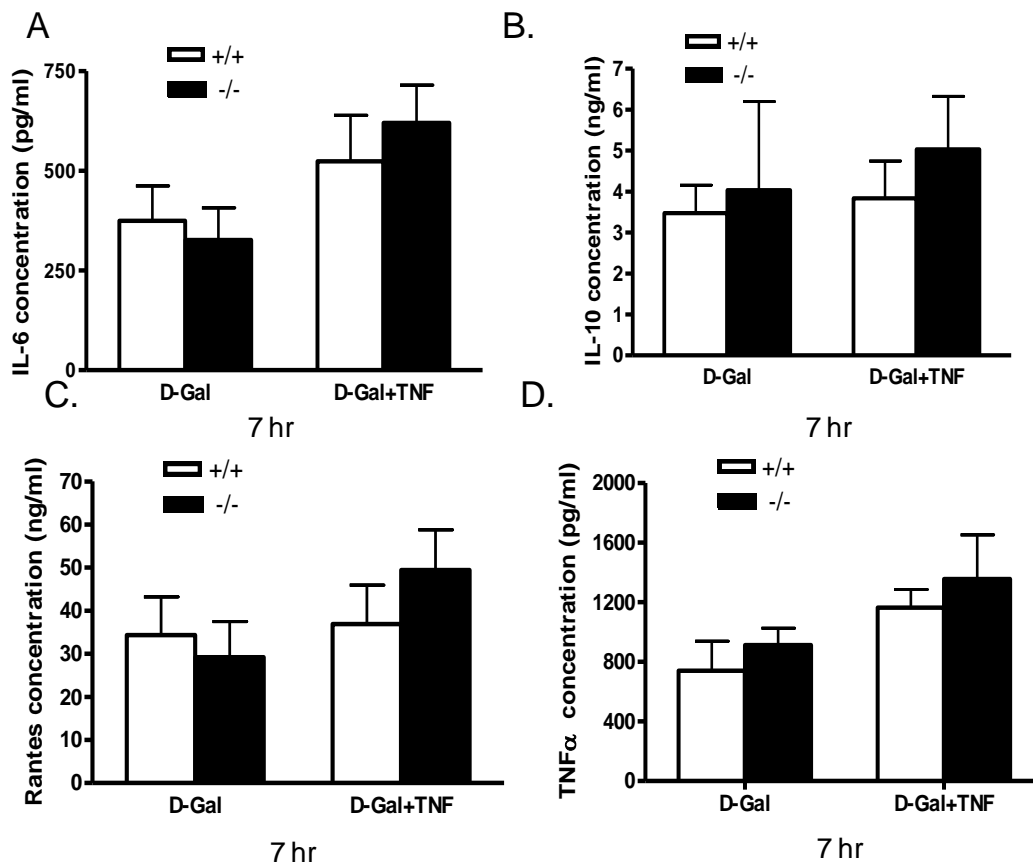 A
+/+
-/-
IL-6 concentration (pg/ml)
750
500
250
0
D-Gal D-Gal+TNF
7 hr
B.
+/+
-/-
IL-10 concentration (ng/ml)
7
6
5
4
3
2
1
0
D-Gal D-Gal+TNF
7 hr
C.
+/+
-/-
Rantes concentration (ng/ml)
70
60
50
40
30
20
10
0
D-Gal D-Gal+TNF
7 hr
D.
+/+
-/-
TNFα concentration (pg/ml)
2000
1600
1200
800
400
0
D-Gal D-Gal+TNF
7 hr